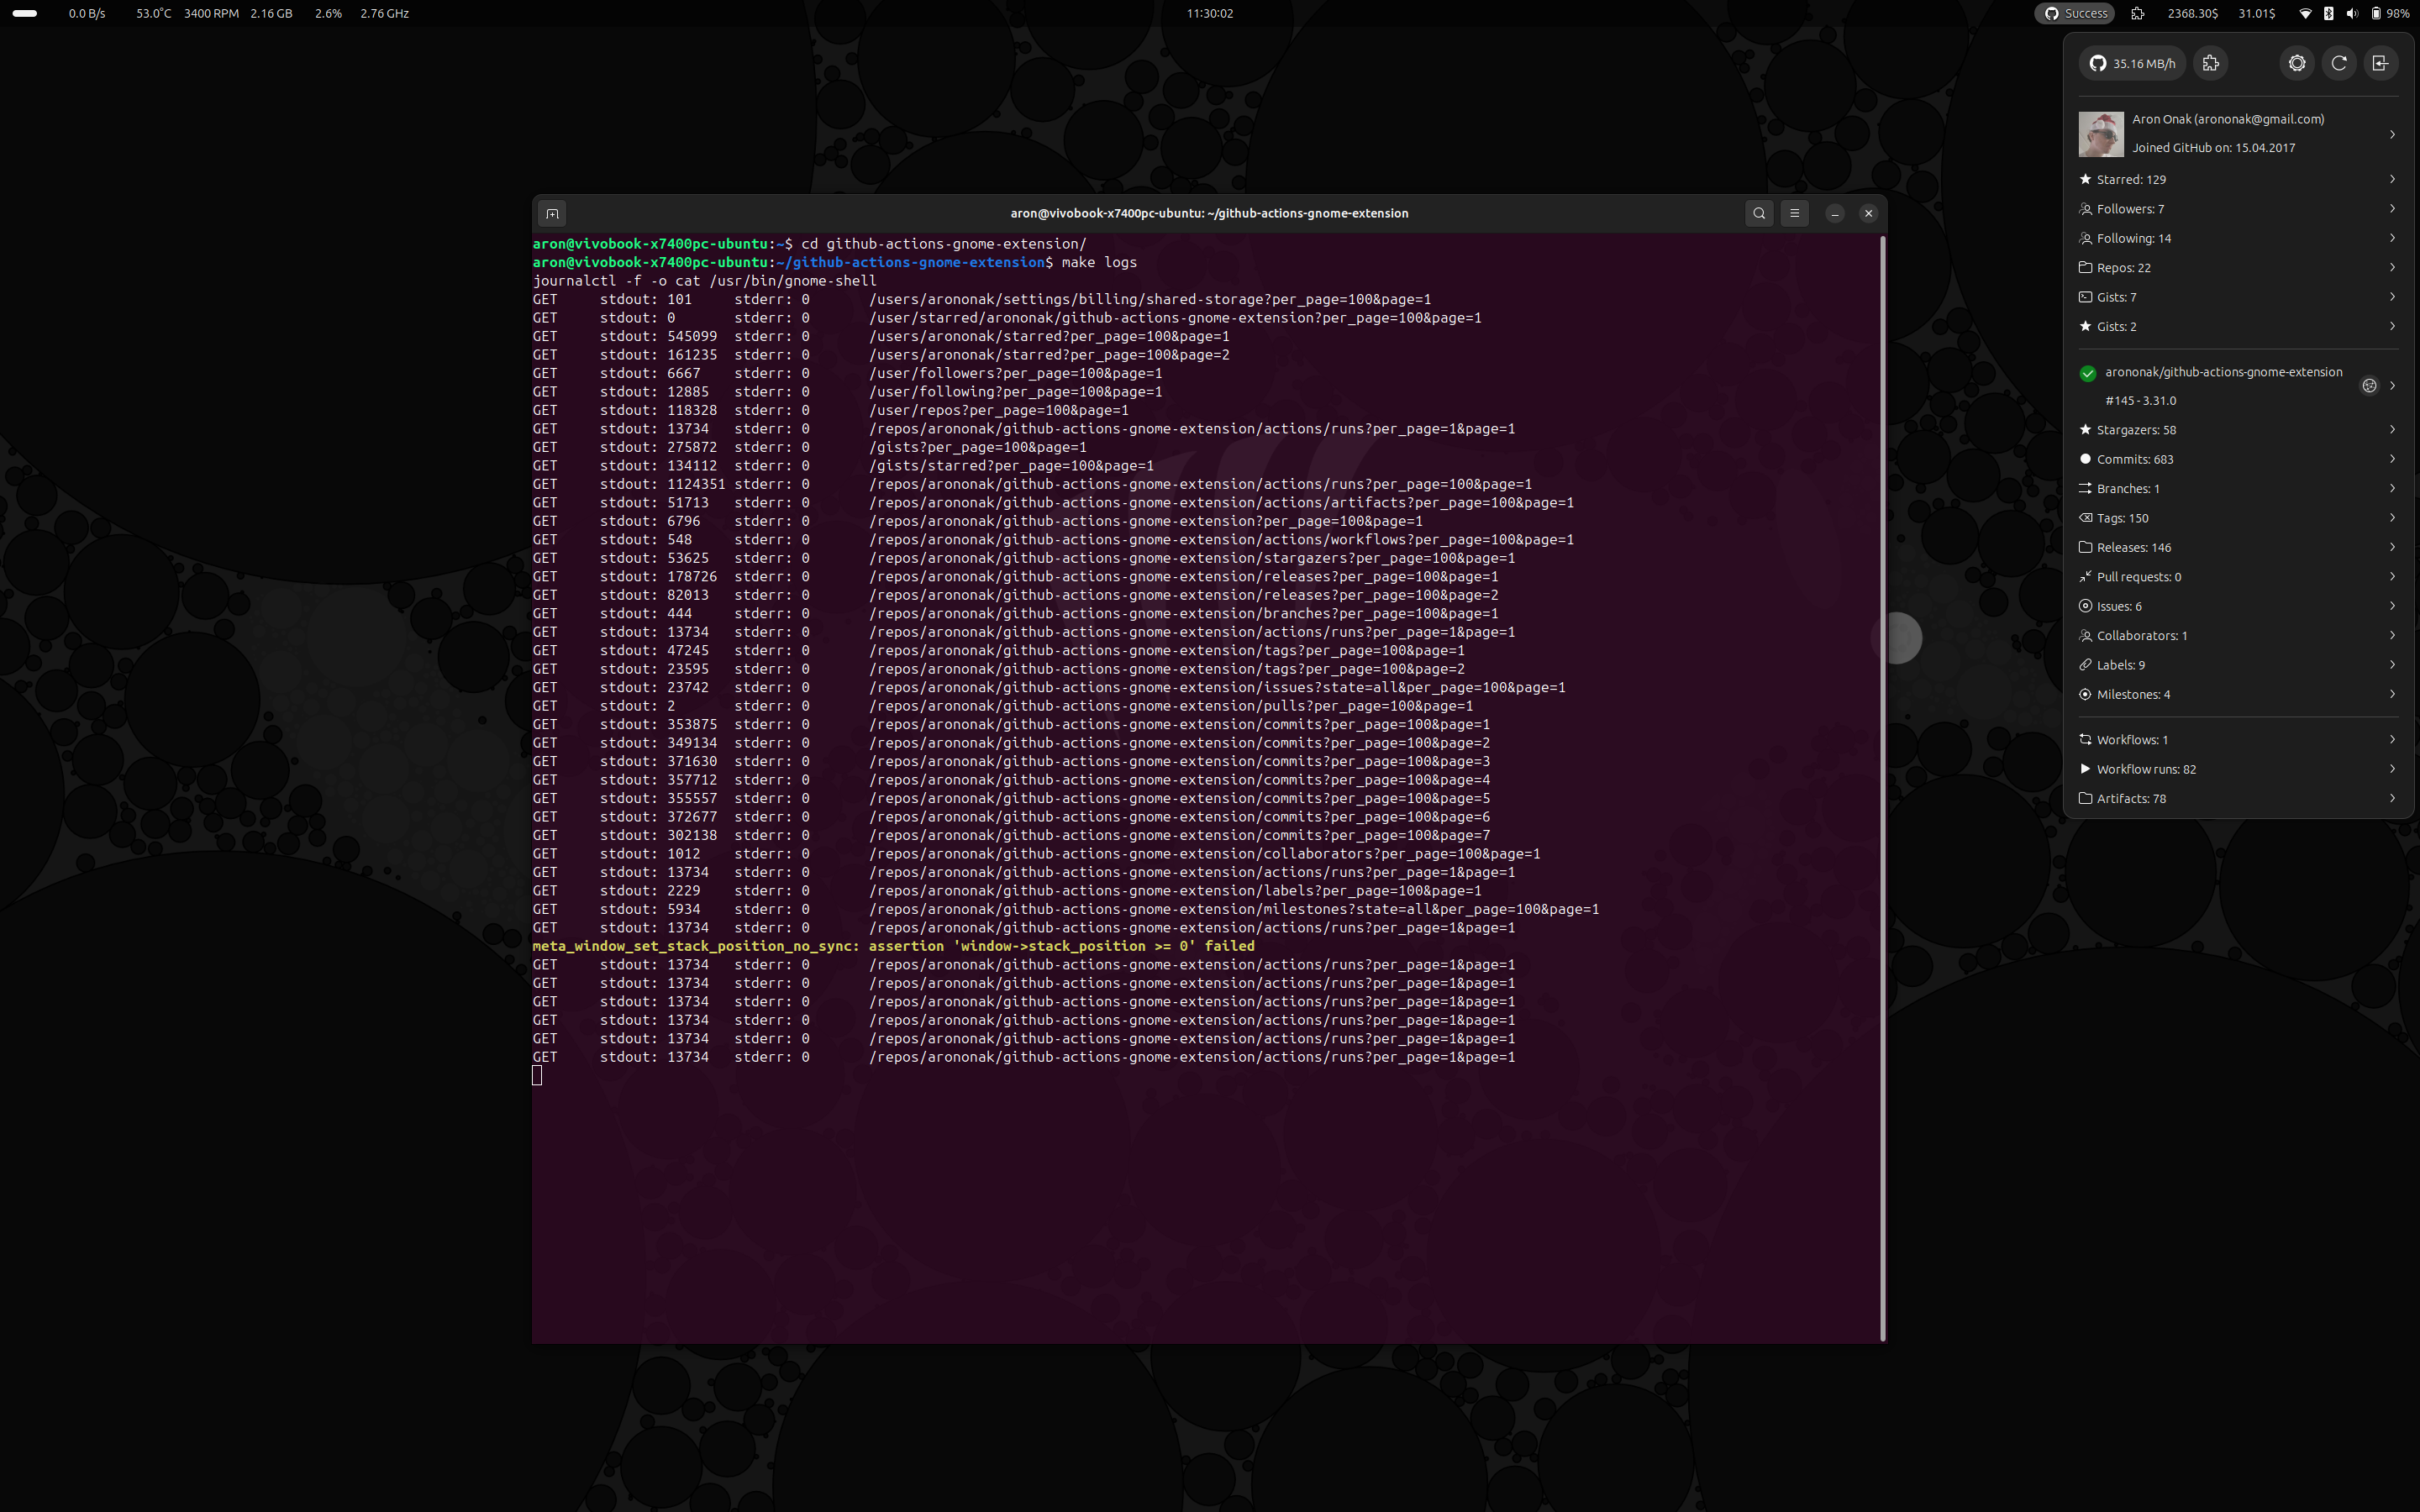 0.0 B/s 53.0°C 3400 RPM 2.16 GB 2.6% 2.76 GHz 11:30:02 Success 2368.30$ 31.01$ 98%
aron@vivobook-x7400pc-ubuntu: ~/github-actions-gnome-extension
aron@vivobook-x7400pc-ubuntu:~$ cd github-actions-gnome-extension/
aron@vivobook-x7400pc-ubuntu:~/github-actions-gnome-extension$ make logs
journalctl -f -o cat /usr/bin/gnome-shell
GET stdout: 101 stderr: 0 /users/arononak/settings/billing/shared-storage?per_page=100&page=1
GET stdout: 0 stderr: 0 /user/starred/arononak/github-actions-gnome-extension?per_page=100&page=1
GET stdout: 545099 stderr: 0 /users/arononak/starred?per_page=100&page=1
GET stdout: 161235 stderr: 0 /users/arononak/starred?per_page=100&page=2
GET stdout: 6667 stderr: 0 /user/followers?per_page=100&page=1
GET stdout: 12885 stderr: 0 /user/following?per_page=100&page=1
GET stdout: 118328 stderr: 0 /user/repos?per_page=100&page=1
GET stdout: 13734 stderr: 0 /repos/arononak/github-actions-gnome-extension/actions/runs?per_page=1&page=1
GET stdout: 275872 stderr: 0 /gists?per_page=100&page=1
GET stdout: 134112 stderr: 0 /gists/starred?per_page=100&page=1
GET stdout: 1124351 stderr: 0 /repos/arononak/github-actions-gnome-extension/actions/runs?per_page=100&page=1
GET stdout: 51713 stderr: 0 /repos/arononak/github-actions-gnome-extension/actions/artifacts?per_page=100&page=1
GET stdout: 6796 stderr: 0 /repos/arononak/github-actions-gnome-extension?per_page=100&page=1
GET stdout: 548 stderr: 0 /repos/arononak/github-actions-gnome-extension/actions/workflows?per_page=100&page=1
GET stdout: 53625 stderr: 0 /repos/arononak/github-actions-gnome-extension/stargazers?per_page=100&page=1
GET stdout: 178726 stderr: 0 /repos/arononak/github-actions-gnome-extension/releases?per_page=100&page=1
GET stdout: 82013 stderr: 0 /repos/arononak/github-actions-gnome-extension/releases?per_page=100&page=2
GET stdout: 444 stderr: 0 /repos/arononak/github-actions-gnome-extension/branches?per_page=100&page=1
GET stdout: 13734 stderr: 0 /repos/arononak/github-actions-gnome-extension/actions/runs?per_page=1&page=1
GET stdout: 47245 stderr: 0 /repos/arononak/github-actions-gnome-extension/tags?per_page=100&page=1
GET stdout: 23595 stderr: 0 /repos/arononak/github-actions-gnome-extension/tags?per_page=100&page=2
GET stdout: 23742 stderr: 0 /repos/arononak/github-actions-gnome-extension/issues?state=all&per_page=100&page=1
GET stdout: 2 stderr: 0 /repos/arononak/github-actions-gnome-extension/pulls?per_page=100&page=1
GET stdout: 353875 stderr: 0 /repos/arononak/github-actions-gnome-extension/commits?per_page=100&page=1
GET stdout: 349134 stderr: 0 /repos/arononak/github-actions-gnome-extension/commits?per_page=100&page=2
GET stdout: 371630 stderr: 0 /repos/arononak/github-actions-gnome-extension/commits?per_page=100&page=3
GET stdout: 357712 stderr: 0 /repos/arononak/github-actions-gnome-extension/commits?per_page=100&page=4
GET stdout: 355557 stderr: 0 /repos/arononak/github-actions-gnome-extension/commits?per_page=100&page=5
GET stdout: 372677 stderr: 0 /repos/arononak/github-actions-gnome-extension/commits?per_page=100&page=6
GET stdout: 302138 stderr: 0 /repos/arononak/github-actions-gnome-extension/commits?per_page=100&page=7
GET stdout: 1012 stderr: 0 /repos/arononak/github-actions-gnome-extension/collaborators?per_page=100&page=1
GET stdout: 13734 stderr: 0 /repos/arononak/github-actions-gnome-extension/actions/runs?per_page=1&page=1
GET stdout: 2229 stderr: 0 /repos/arononak/github-actions-gnome-extension/labels?per_page=100&page=1
GET stdout: 5934 stderr: 0 /repos/arononak/github-actions-gnome-extension/milestones?state=all&per_page=100&page=1
GET stdout: 13734 stderr: 0 /repos/arononak/github-actions-gnome-extension/actions/runs?per_page=1&page=1
meta_window_set_stack_position_no_sync: assertion 'window->stack_position >= 0' failed
GET stdout: 13734 stderr: 0 /repos/arononak/github-actions-gnome-extension/actions/runs?per_page=1&page=1
GET stdout: 13734 stderr: 0 /repos/arononak/github-actions-gnome-extension/actions/runs?per_page=1&page=1
GET stdout: 13734 stderr: 0 /repos/arononak/github-actions-gnome-extension/actions/runs?per_page=1&page=1
GET stdout: 13734 stderr: 0 /repos/arononak/github-actions-gnome-extension/actions/runs?per_page=1&page=1
GET stdout: 13734 stderr: 0 /repos/arononak/github-actions-gnome-extension/actions/runs?per_page=1&page=1
GET stdout: 13734 stderr: 0 /repos/arononak/github-actions-gnome-extension/actions/runs?per_page=1&page=1
35.16 MB/h
Aron Onak (arononak@gmail.com)
Joined GitHub on: 15.04.2017
Starred: 129
Followers: 7
Following: 14
Repos: 22
Gists: 7
Gists: 2
arononak/github-actions-gnome-extension
#145 - 3.31.0
Stargazers: 58
Commits: 683
Branches: 1
Tags: 150
Releases: 146
Pull requests: 0
Issues: 6
Collaborators: 1
Labels: 9
Milestones: 4
Workflows: 1
Workflow runs: 82
Artifacts: 78